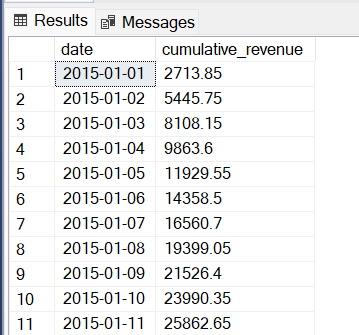 Results Messages
date cumulative_revenue
1 2015-01-01 2713.85
2 2015-01-02 5445.75
3 2015-01-03 8108.15
4 2015-01-04 9863.6
5 2015-01-05 11929.55
6 2015-01-06 14358.5
7 2015-01-07 16560.7
8 2015-01-08 19399.05
9 2015-01-09 21526.4
10 2015-01-10 23990.35
11 2015-01-11 25862.65